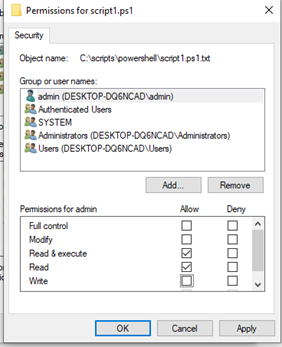 Permissions for script1.ps1
Security
Object name: C:\scripts\powershell\script1.ps1.txt
Group or user names:
admin (DESKTOP-DQ6NCAD\admin)
Authenticated Users
SYSTEM
Administrators (DESKTOP-DQ6NCAD\Administrators)
Users (DESKTOP-DQ6NCAD\Users)
Add... Remove
Permissions for admin Allow Deny
Full control
Modify
Read & execute
Read
Write
OK Cancel Apply